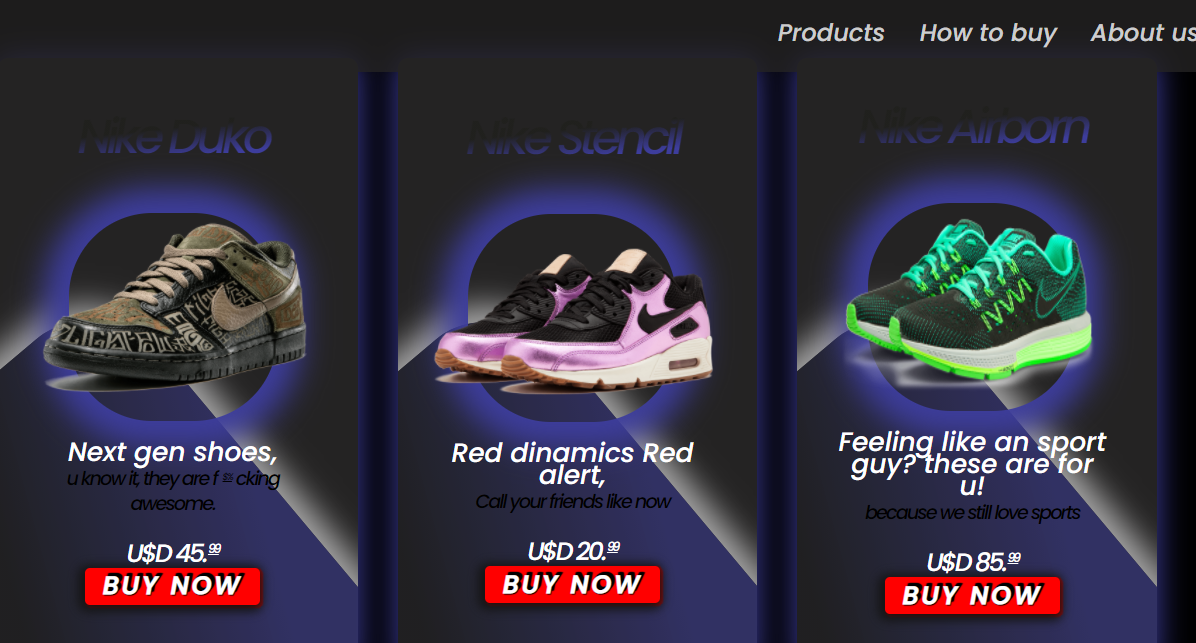 Products How to buy About us
Nike Duko
Nike Stencil
Nike Airborn
Next gen shoes,
u know it, they are f cking
awesome.
U$D 45.99
BUY NOW
Red dinamics Red
alert,
Call your friends like now
U$D 20.99
BUY NOW
Feeling like an sport
guy? these are for
u!
because we still love sports
U$D 85.99
BUY NOW